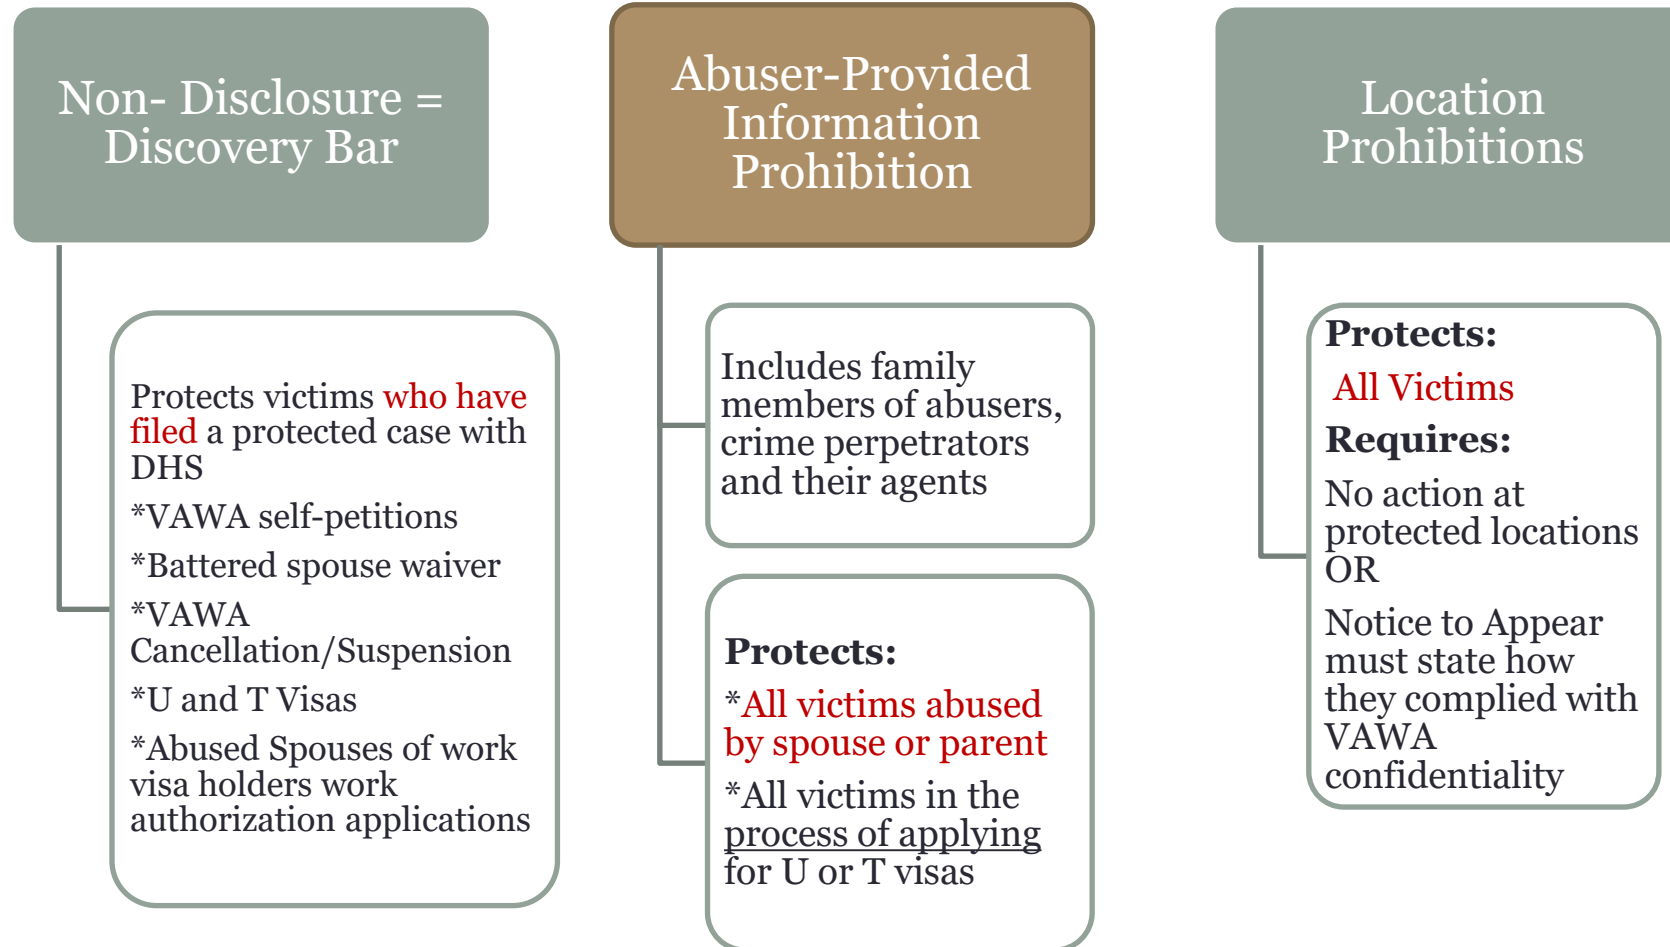 Non- Disclosure =
Discovery Bar
Protects victims who have
filed a protected case with
DHS
*VAWA self-petitions
*Battered spouse waiver
*VAWA
Cancellation/Suspension
*U and T Visas
*Abused Spouses of work
visa holders work
authorization applications
Abuser-Provided
Information
Prohibition
Includes family
members of abusers,
crime perpetrators
and their agents
Protects:
*All victims abused
by spouse or parent
*All victims in the
process of applying
for U or T visas
Location
Prohibitions
Protects:
All Victims
Requires:
No action at
protected locations
OR
Notice to Appear
must state how
they complied with
VAWA
confidentiality